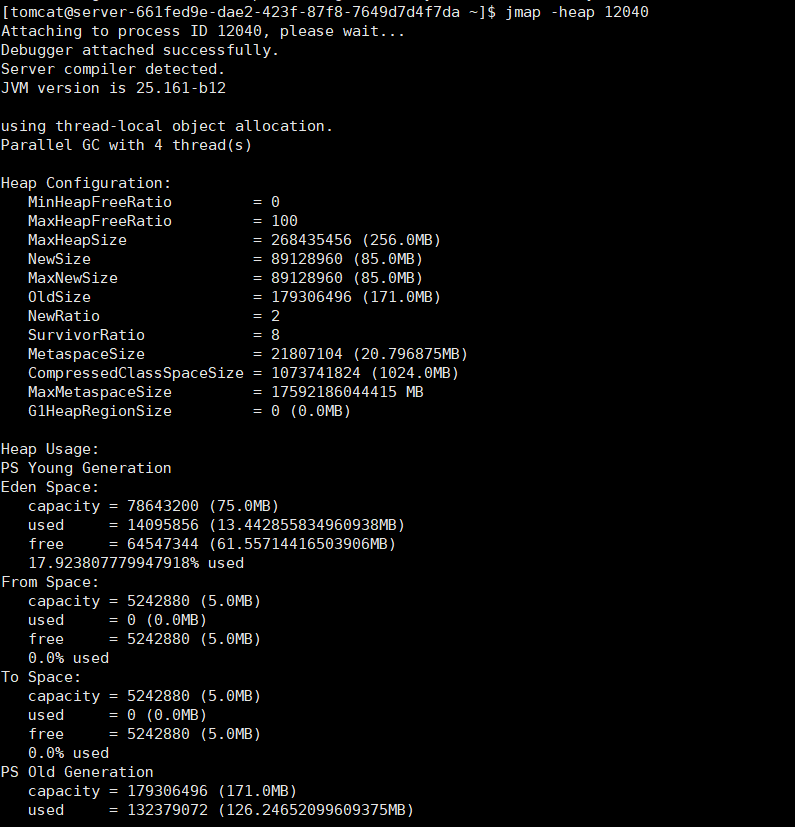 [tomcat@server-661fed9e-dae2-423f-87f8-7649d7d4f7da ~]$ jmap -heap 12040
Attaching to process ID 12040, please wait...
Debugger attached successfully.
Server compiler detected.
JVM version is 25.161-b12

using thread-local object allocation.
Parallel GC with 4 thread(s)

Heap Configuration:
   MinHeapFreeRatio         = 0
   MaxHeapFreeRatio         = 100
   MaxHeapSize              = 268435456 (256.0MB)
   NewSize                  = 89128960 (85.0MB)
   MaxNewSize               = 89128960 (85.0MB)
   OldSize                  = 179306496 (171.0MB)
   NewRatio                 = 2
   SurvivorRatio            = 8
   MetaspaceSize            = 21807104 (20.796875MB)
   CompressedClassSpaceSize = 1073741824 (1024.0MB)
   MaxMetaspaceSize         = 17592186044415 MB
   G1HeapRegionSize         = 0 (0.0MB)

Heap Usage:
PS Young Generation
Eden Space:
   capacity = 78643200 (75.0MB)
   used     = 14095856 (13.442855834960938MB)
   free     = 64547344 (61.55714416503906MB)
   17.923807779947918% used
From Space:
   capacity = 5242880 (5.0MB)
   used     = 0 (0.0MB)
   free     = 5242880 (5.0MB)
   0.0% used
To Space:
   capacity = 5242880 (5.0MB)
   used     = 0 (0.0MB)
   free     = 5242880 (5.0MB)
   0.0% used
PS Old Generation
   capacity = 179306496 (171.0MB)
   used     = 132379072 (126.24652099609375MB)